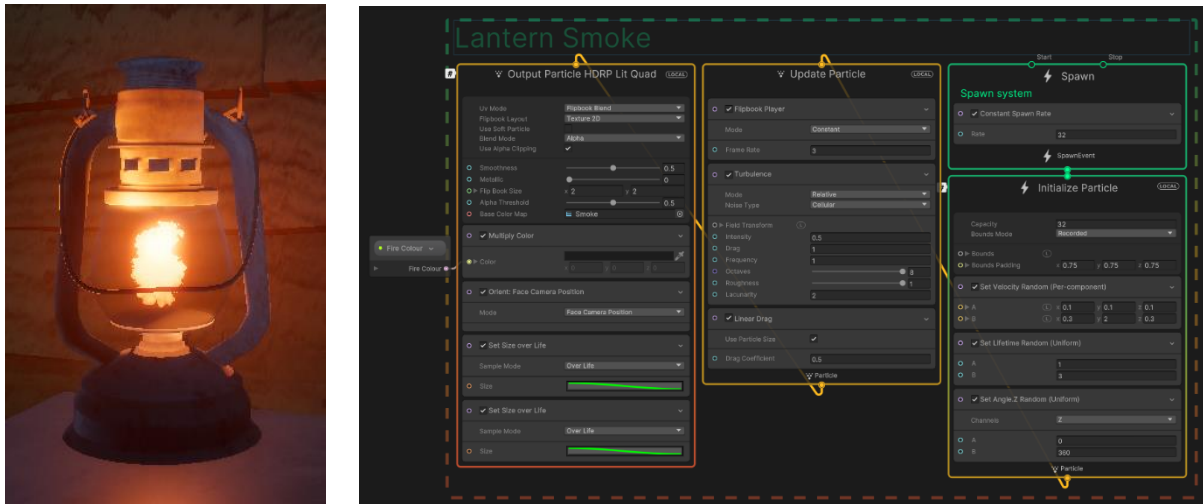 Lantern Smoke
Output Particle HDRP Lit Quad
LOCAL
Uv Mode Flipbook Blend
Flipbook Layout Texture 2D
Use Soft Particle
Blend Mode Alpha
Use Alpha Clipping
Smoothness 0.5
Metallic 0
Flip Book Size x 2 y 2
Alpha Threshold 0.5
Base Color Map Smoke
Multiply Color
Color
x 0 y 0 z 0
Orient: Face Camera Position
Mode Face Camera Position
Set Size over Life
Sample Mode Over Life
Size
Set Size over Life
Sample Mode Over Life
Size
Fire Colour
Fire Colour
Update Particle
LOCAL
Flipbook Player
Mode Constant
Frame Rate 3
Turbulence
Mode Relative
Noise Type Cellular
Field Transform L
Intensity 0.5
Drag 1
Frequency 1
Octaves 8
Roughness 1
Lacunarity 2
Linear Drag
Use Particle Size
Drag Coefficient 0.5
Particle
Start Stop
Spawn
Spawn system
Constant Spawn Rate
Rate 32
SpawnEvent
Initialize Particle
LOCAL
Capacity 32
Bounds Mode Recorded
Bounds L
Bounds Padding x 0.75 y 0.75 z 0.75
Set Velocity Random (Per-component)
A L x 0.1 y 0.1 z 0.1
B L x 0.3 y 2 z 0.3
Set Lifetime Random (Uniform)
A 1
B 3
Set Angle.Z Random (Uniform)
Channels Z
A 0
B 360
Particle